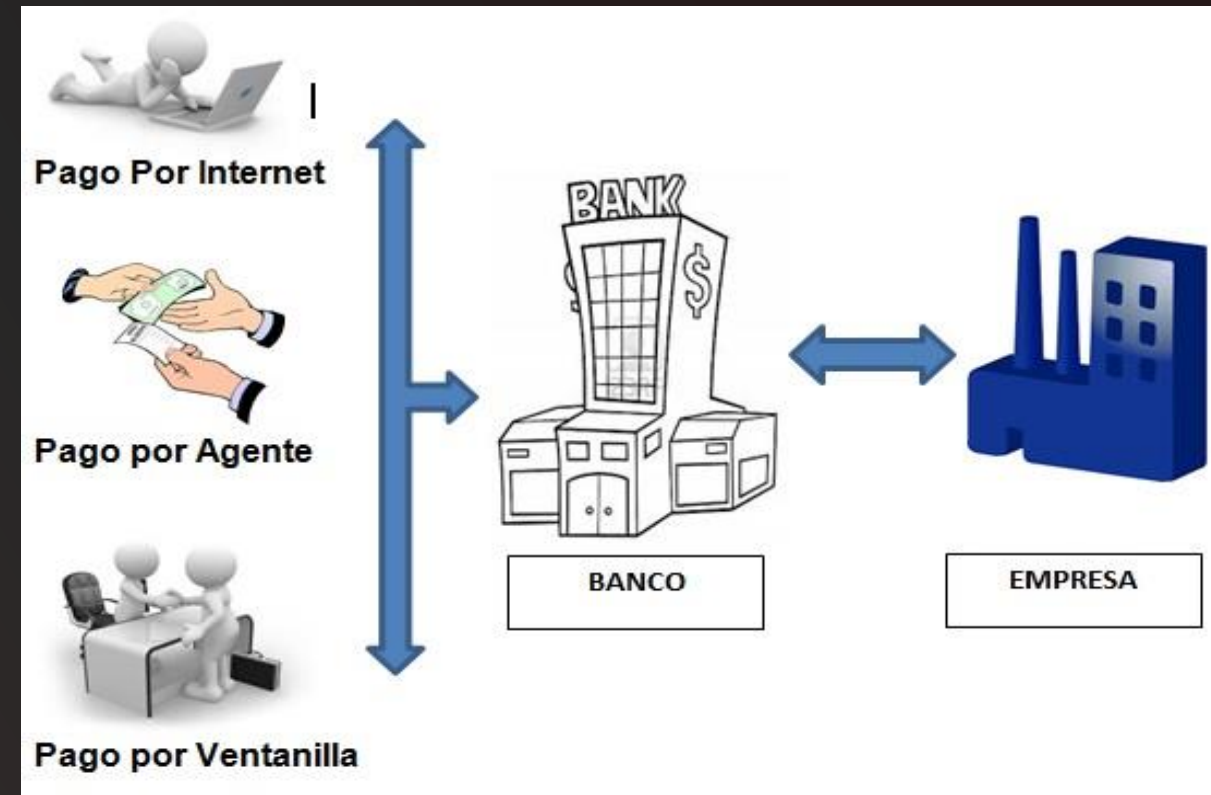 Pago Por Internet
Pago por Agente
Pago por Ventanilla
BANK
$
BANCO
EMPRESA